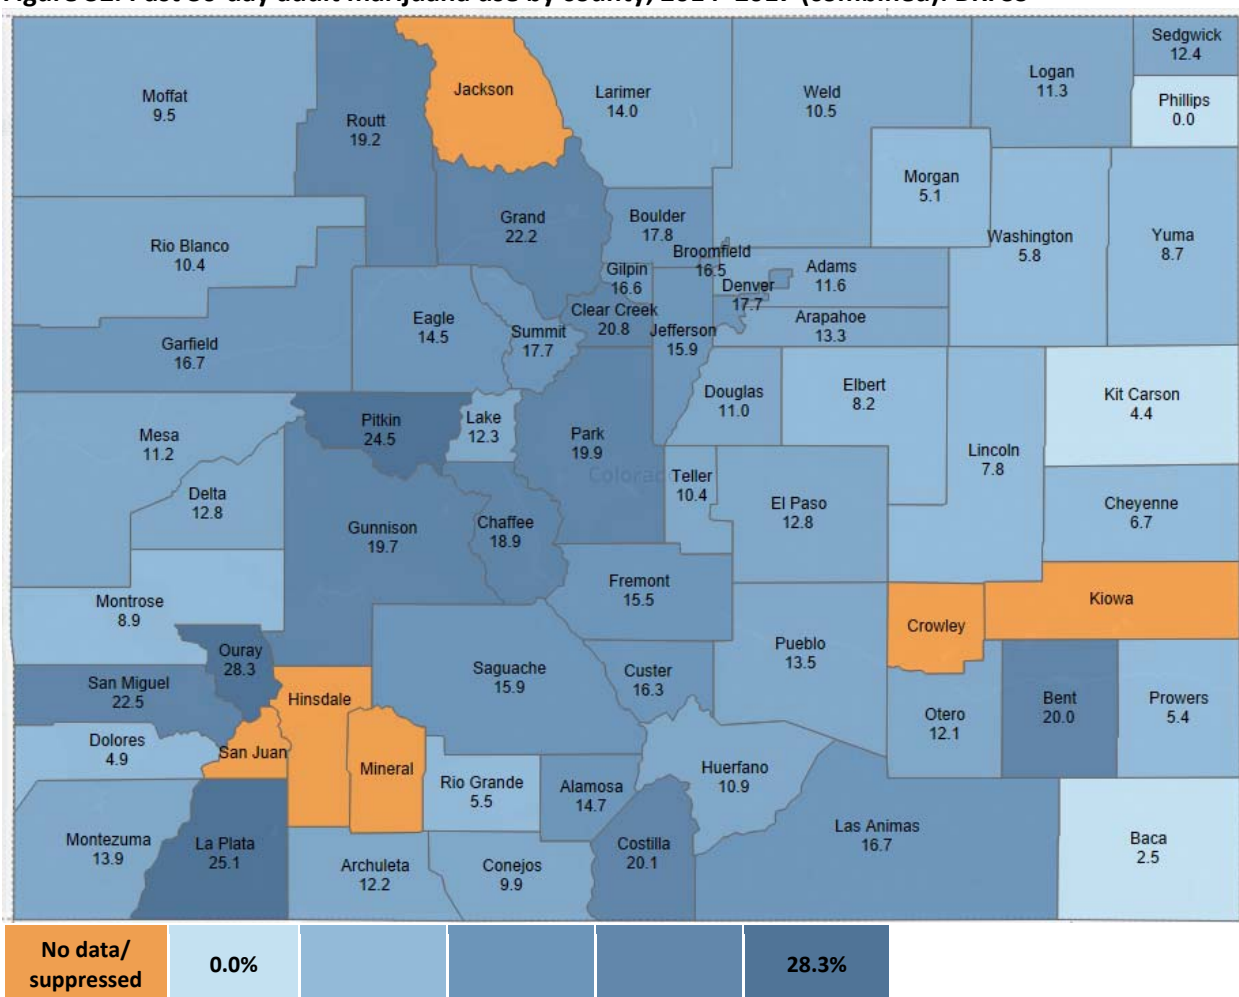 Sedgwick
12.4
Moffat
9.5
Routt
19.2
Jackson
Larimer
14.0
Weld
10.5
Logan
11.3
Phillips
0.0
Morgan
5.1
Rio Blanco
10.4
Grand
22.2
Boulder
17.8
Broomfield
16.5
Washington
5.8
Yuma
8.7
Gilpin
16.6
Adams
11.6
Denver
17.7
Garfield
16.7
Eagle
14.5
Summit
17.7
Clear Creek
20.8
Jefferson
15.9
Arapahoe
13.3
Douglas
11.0
Elbert
8.2
Kit Carson
4.4
Mesa
11.2
Pitkin
24.5
Lake
12.3
Park
19.9
Colorado
Teller
10.4
Lincoln
7.8
Delta
12.8
Gunnison
19.7
Chaffee
18.9
El Paso
12.8
Cheyenne
6.7
Montrose
8.9
Fremont
15.5
Crowley
Kiowa
Ouray
28.3
San Miguel
22.5
Hinsdale
Saguache
15.9
Custer
16.3
Pueblo
13.5
Otero
12.1
Bent
20.0
Prowers
5.4
Dolores
4.9
San Juan
Mineral
Rio Grande
5.5
Alamosa
14.7
Huerfano
10.9
Montezuma
13.9
La Plata
25.1
Archuleta
12.2
Conejos
9.9
Costilla
20.1
Las Animas
16.7
Baca
2.5
No data/
suppressed
0.0%
28.3%